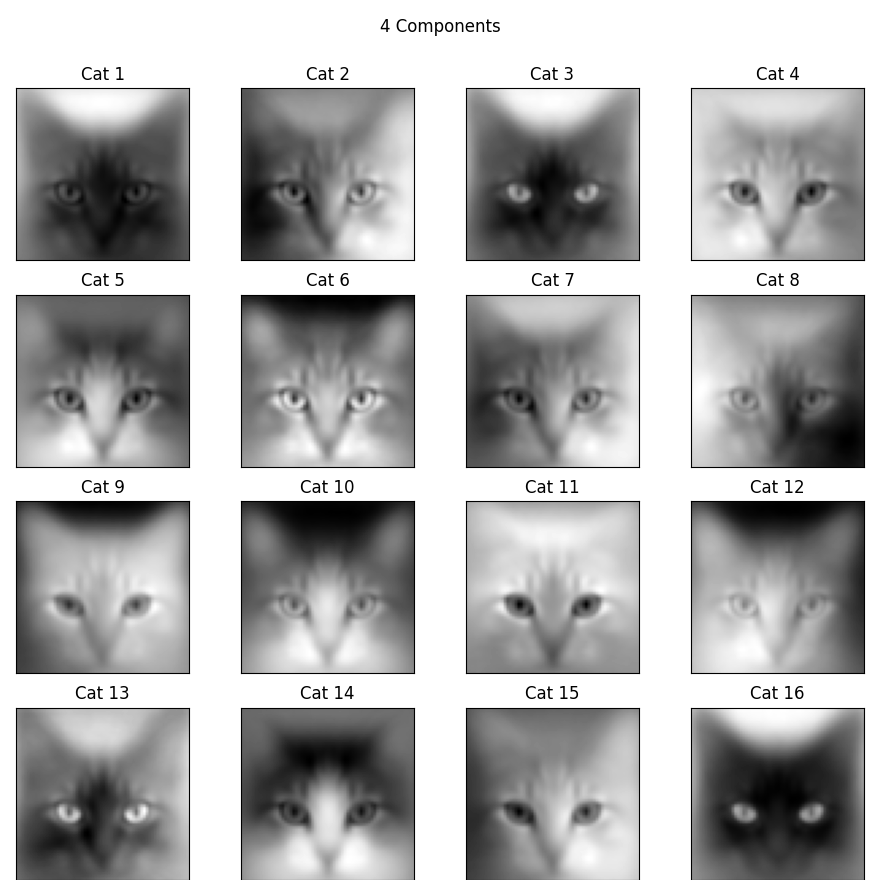 4 Components
Cat 1 Cat 2 Cat 3 Cat 4
Cat 5 Cat 6 Cat 7 Cat 8
Cat 9 Cat 10 Cat 11 Cat 12
Cat 13 Cat 14 Cat 15 Cat 16